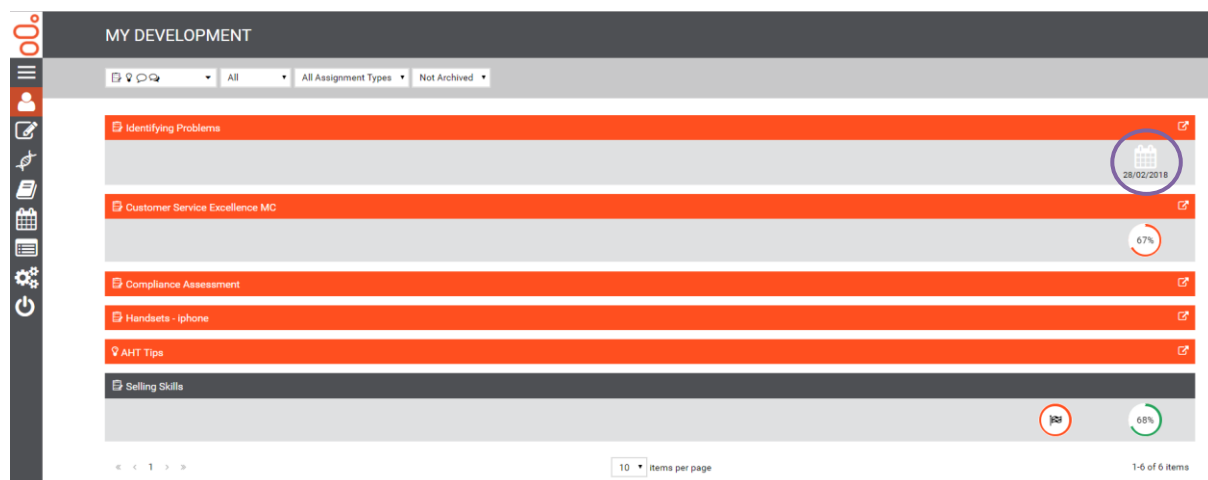 MY DEVELOPMENT
All All Assignment Types Not Archived
Identifying Problems
28/02/2018
Customer Service Excellence MC
67%
Compliance Assessment
Handsets - iphone
AHT Tips
Selling Skills
68%
« < 1 > » 10 items per page 1-6 of 6 items